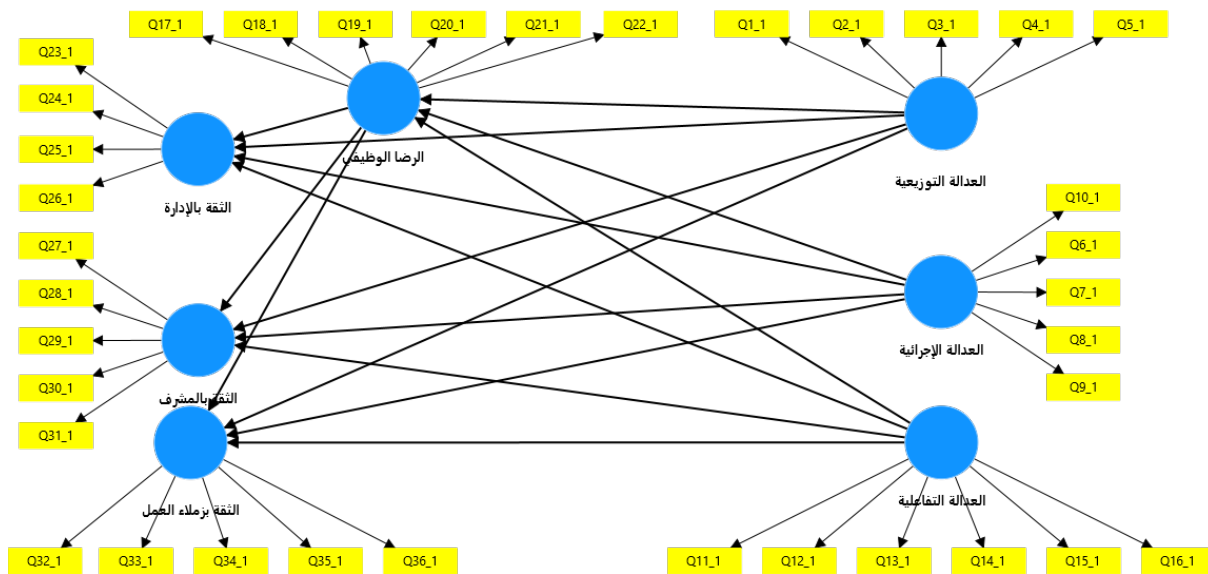 Q17_1
Q18_1
Q19_1
Q20_1
Q21_1
Q22_1
Q1_1
Q2_1
Q3_1
Q4_1
Q5_1
Q23_1
Q24_1
Q25_1
Q26_1
الرضا الوظيفي
العدالة التوزيعية
الثقة بالإدارة
Q10_1
Q6_1
Q7_1
Q8_1
Q9_1
العدالة الإجرائية
Q27_1
Q28_1
Q29_1
Q30_1
Q31_1
الثقة بالمشرف
العدالة التفاعلية
الثقة بزملاء العمل
Q32_1
Q33_1
Q34_1
Q35_1
Q36_1
Q11_1
Q12_1
Q13_1
Q14_1
Q15_1
Q16_1